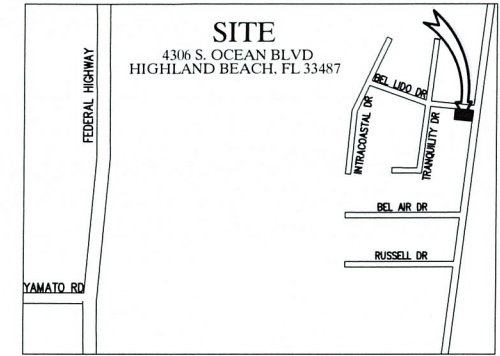 SITE
4306 S. OCEAN BLVD
HIGHLAND BEACH, FL 33487
FEDERAL HIGHWAY
BEL LIDO DR
INTRACOASTAL DR
TRANQUILITY DR
BEL AIR DR
RUSSELL DR
YAMATO RD